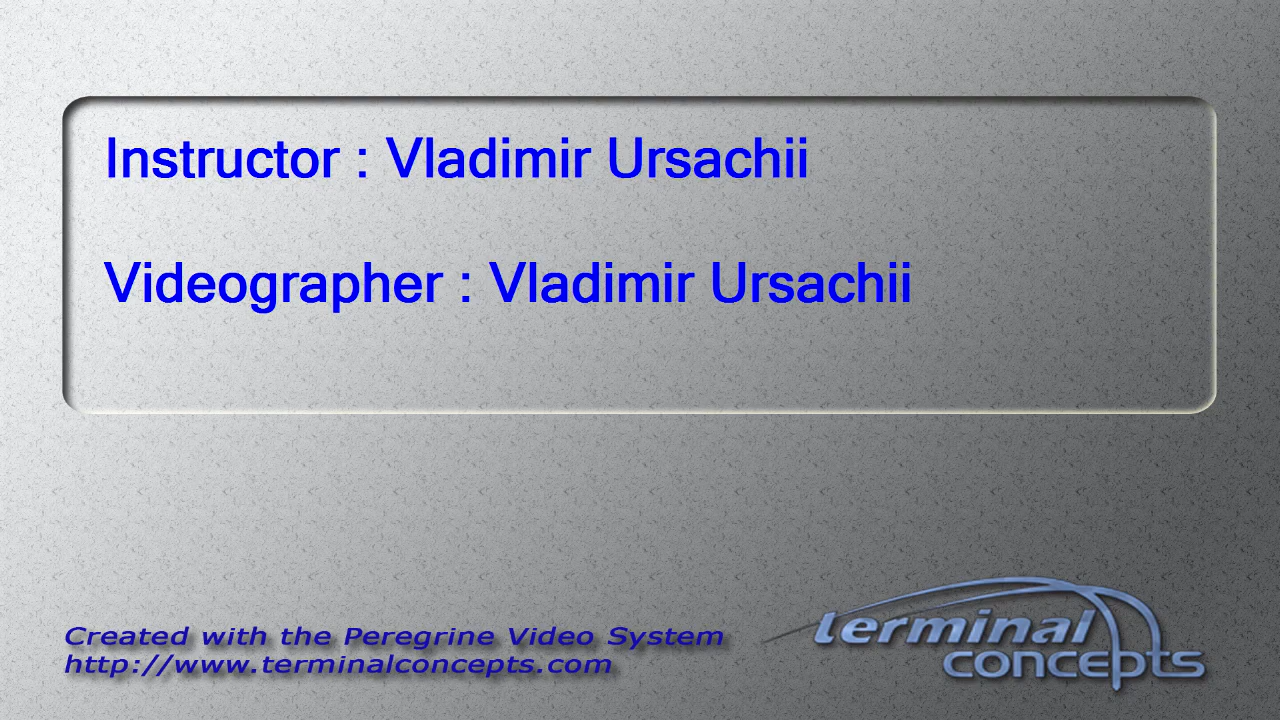 Instructor : Vladimir Ursachii
Videographer : Vladimir Ursachii
Created with the Peregrine Video System
http://www.terminalconcepts.com
terminal
concepts